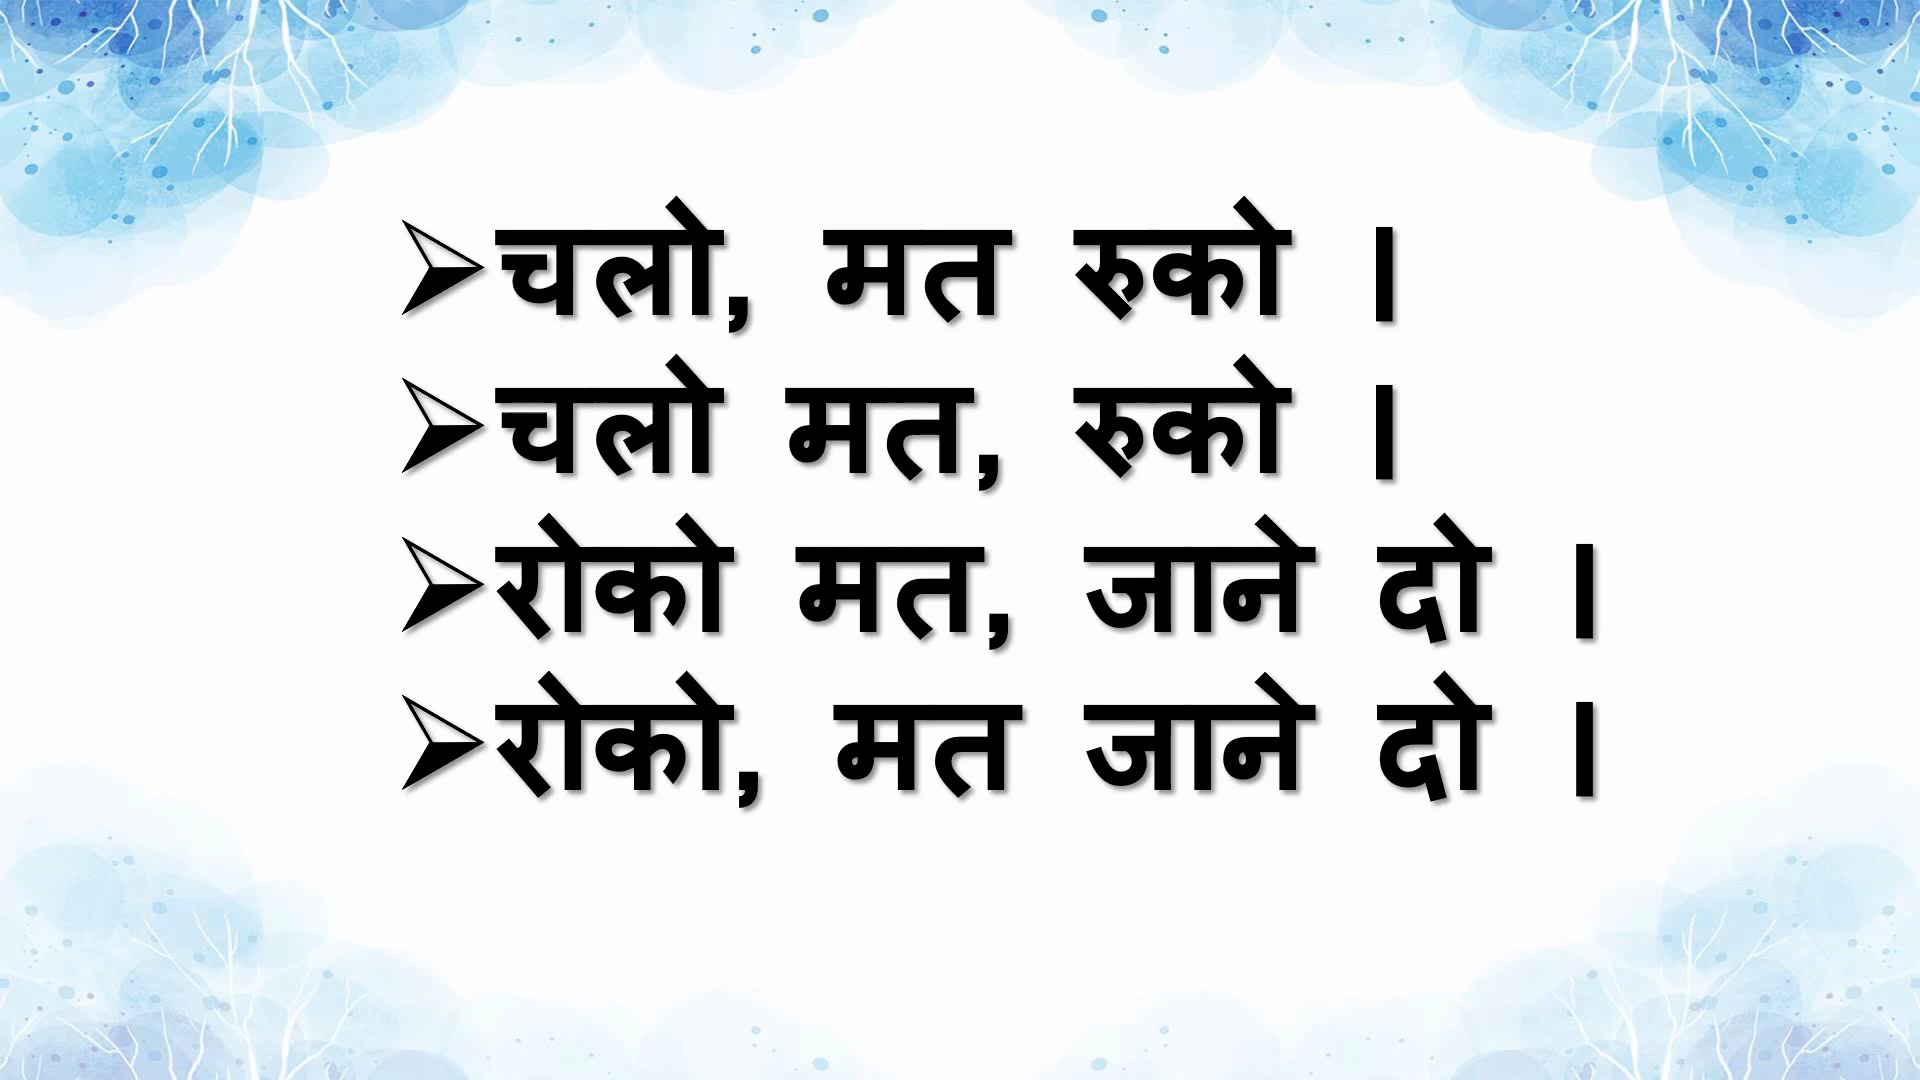 ➢चलो, मत रुको ।
➢चलो मत, रुको ।
➢रोको मत, जाने दो ।
➢रोको, मत जाने दो ।